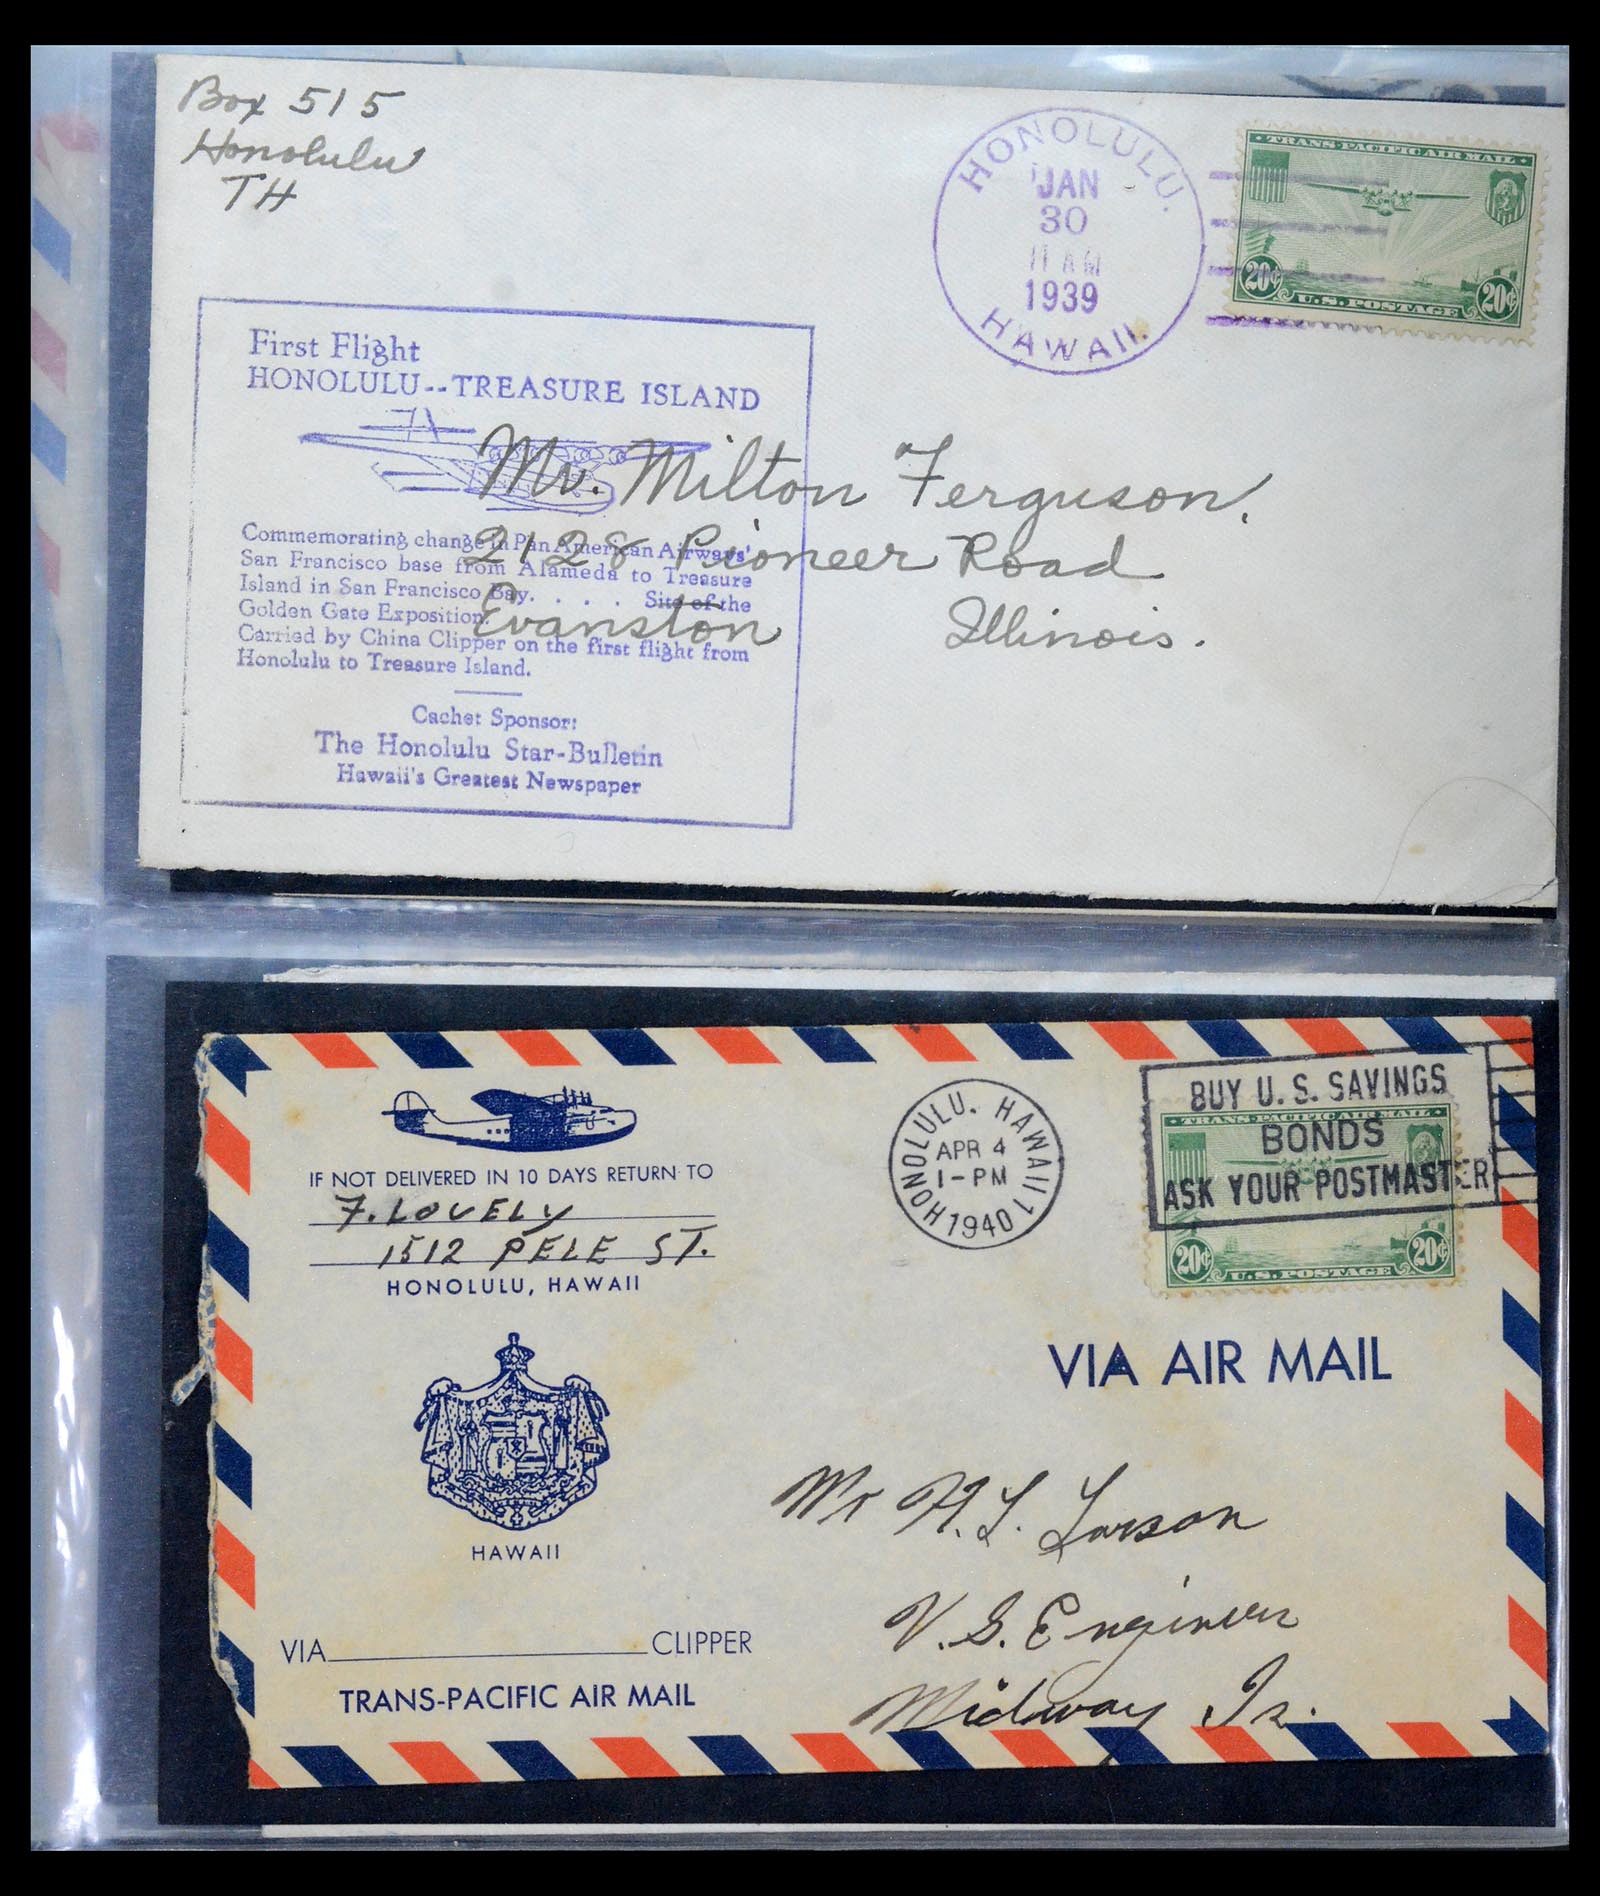 Box 515
Honolulu
TH
HONOLULU.
JAN
30
11 AM
1939
HAWAII.
TRANS-PACIFIC AIR MAIL
20¢ 20¢
U.S. POSTAGE
First Flight
HONOLULU--TREASURE ISLAND
Mr. Milton Ferguson,
2128 Pioneer Road
Evanston Illinois.
Commemorating change in Pan American Airways'
San Francisco base from Alameda to Treasure
Island in San Francisco Bay. . . . Site of the
Golden Gate Exposition.
Carried by China Clipper on the first flight from
Honolulu to Treasure Island.
Cachet Sponsor:
The Honolulu Star-Bulletin
Hawaii's Greatest Newspaper
HONOLULU, HAWAII 1
APR 4
1-PM
1940
BUY U.S. SAVINGS
BONDS
ASK YOUR POSTMASTER
TRANS-PACIFIC AIR MAIL
20¢ 20¢
U.S. POSTAGE
IF NOT DELIVERED IN 10 DAYS RETURN TO
F. LOVELY
1512 PELE ST.
HONOLULU, HAWAII
HAWAII
VIA AIR MAIL
Mr H. L. Larson
U.S. Engineer
Midway Is.
VIA CLIPPER
TRANS-PACIFIC AIR MAIL